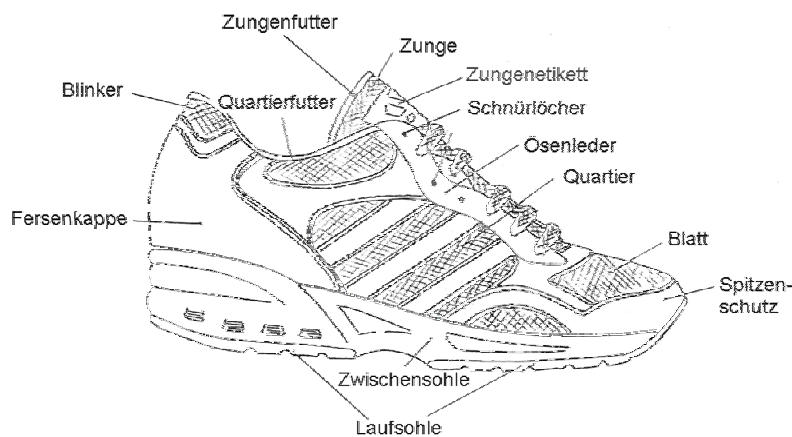 Zungenfutter
Zunge
Zungenetikett
Blinker
Quartierfutter
Schnürlöcher
Ösenleder
Quartier
Fersenkappe
Blatt
Spitzen-
schutz
Zwischensohle
Laufsohle